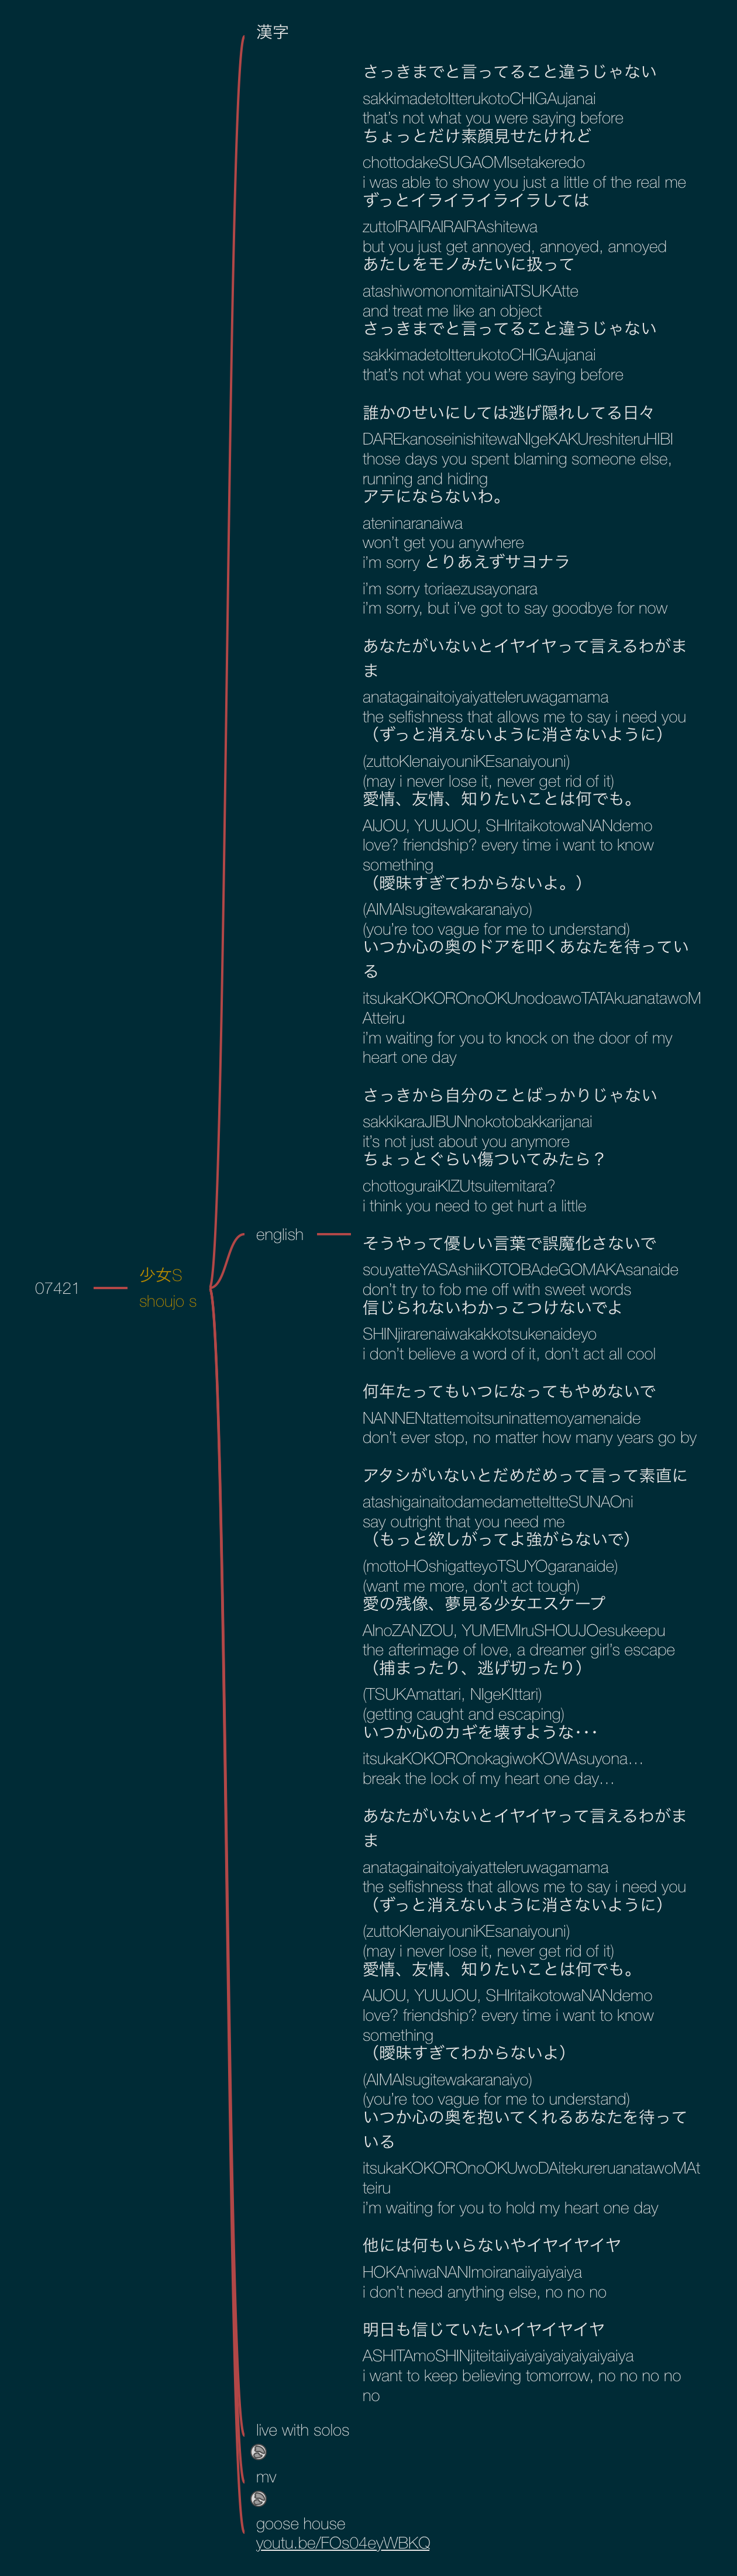 漢字
さっきまでと言ってること違うじゃない
sakkimadetoItterukotoCHIGAujanai
that's not what you were saying before
ちょっとだけ素顔見せたけれど
chottodakeSUGAOMIsetakeredo
i was able to show you just a little of the real me
ずっとイライライライラしては
zuttoIRAIRAIRAIRAshitewa
but you just get annoyed, annoyed, annoyed
あたしをモノみたいに扱って
atashiwomonomitainiATSUKAtte
and treat me like an object
さっきまでと言ってること違うじゃない
sakkimadetoItterukotoCHIGAujanai
that's not what you were saying before
誰かのせいにしては逃げ隠れしてる日々
DAREkanoseinishitewaNIgeKAKUreshiteruHIBI
those days you spent blaming someone else,
running and hiding
アテにならないわ。
ateninaranaiwa
won't get you anywhere
i'm sorry とりあえずサヨナラ
i'm sorry toriaezusayonara
i'm sorry, but i've got to say goodbye for now
あなたがいないとイヤイヤって言えるわがま
ま
anatagainaitoiyaiyatteIeruwagamama
the selfishness that allows me to say i need you
（ずっと消えないように消さないように）
(zuttoKIenaiyouniKEsanaiyouni)
(may i never lose it, never get rid of it)
愛情、友情、知りたいことは何でも。
AIJOU, YUUJOU, SHIritaikotowaNANdemo
love? friendship? every time i want to know
something
（曖昧すぎてわからないよ。）
(AIMAIsugitewakaranaiyo)
(you're too vague for me to understand)
いつか心の奥のドアを叩くあなたを待ってい
る
itsukaKOKOROnoOKUnodoawoTATAkuanatawoM
Atteiru
i'm waiting for you to knock on the door of my
heart one day
さっきから自分のことばっかりじゃない
sakkikaraJIBUNnokotobakkarijanai
it's not just about you anymore
ちょっとぐらい傷ついてみたら？
chottoguraiKIZUtsuitemitara?
i think you need to get hurt a little
english
そうやって優しい言葉で誤魔化さないで
souyatteYASAshiiKOTOBAdeGOMAKAsanaide
don't try to fob me off with sweet words
信じられないわかっこつけないでよ
SHINjirarenaiwakakkotsukenaideyo
i don't believe a word of it, don't act all cool
07421
少女S
shoujo s
何年たってもいつになってもやめないで
NANNENtattemoitsuninattemoyamenaide
don't ever stop, no matter how many years go by
アタシがいないとだめだめって言って素直に
atashigainaitodamedametteItteSUNAOni
say outright that you need me
（もっと欲しがってよ強がらないで）
(mottoHOshigatteyoTSUYOgaranaide)
(want me more, don't act tough)
愛の残像、夢見る少女エスケープ
AInoZANZOU, YUMEMIruSHOUJOesukeepu
the afterimage of love, a dreamer girl's escape
（捕まったり、逃げ切ったり）
(TSUKAmattari, NIgeKIttari)
(getting caught and escaping)
いつか心のカギを壊すような･･･
itsukaKOKOROnokagiwoKOWAsuyona…
break the lock of my heart one day…
あなたがいないとイヤイヤって言えるわがま
ま
anatagainaitoiyaiyatteIeruwagamama
the selfishness that allows me to say i need you
（ずっと消えないように消さないように）
(zuttoKIenaiyouniKEsanaiyouni)
(may i never lose it, never get rid of it)
愛情、友情、知りたいことは何でも。
AIJOU, YUUJOU, SHIritaikotowaNANdemo
love? friendship? every time i want to know
something
（曖昧すぎてわからないよ）
(AIMAIsugitewakaranaiyo)
(you're too vague for me to understand)
いつか心の奥を抱いてくれるあなたを待って
いる
itsukaKOKOROnoOKUwoDAitekureruanatawoMAt
teiru
i'm waiting for you to hold my heart one day
他には何もいらないやイヤイヤイヤ
HOKAniwaNANImoiranaiiyaiyaiya
i don't need anything else, no no no
明日も信じていたいイヤイヤイヤ
ASHITAmoSHINjiteitaiiyaiyaiyaiyaiyaiyaiya
i want to keep believing tomorrow, no no no no
no
live with solos
mv
goose house
youtu.be/FOs04eyWBKQ